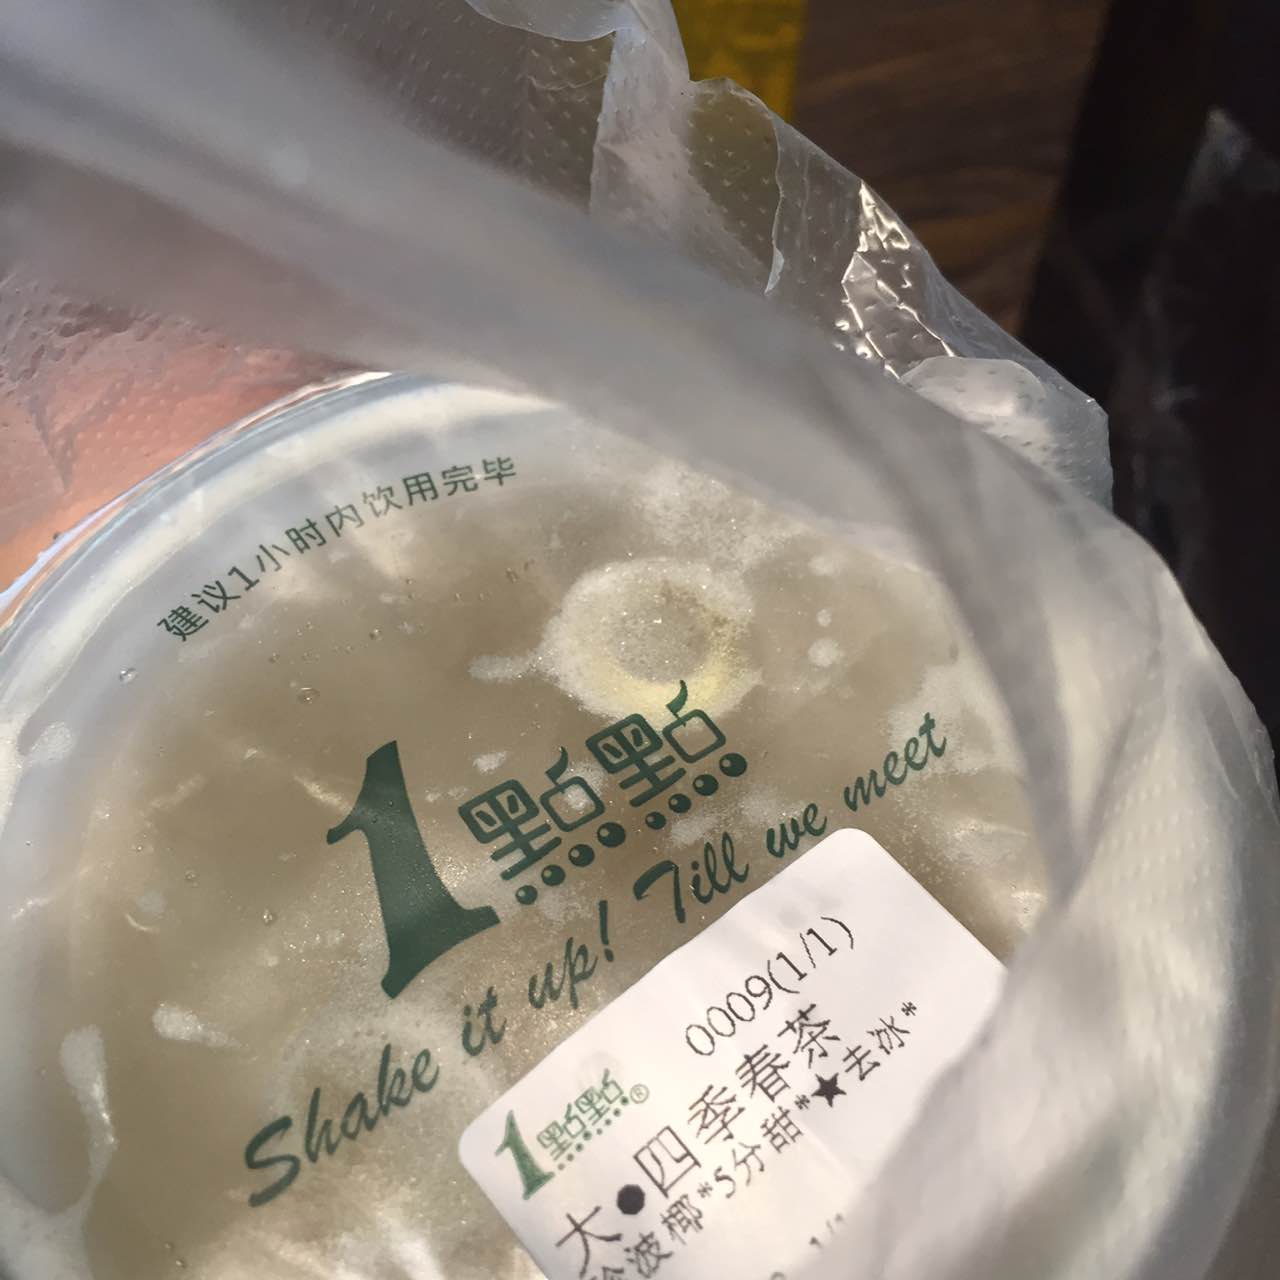 建议1小时内饮用完毕
1點點
Shake it up! Till we meet
0009(1/1)
1點點®
大●四季春茶
波椰*5分甜*★去冰*